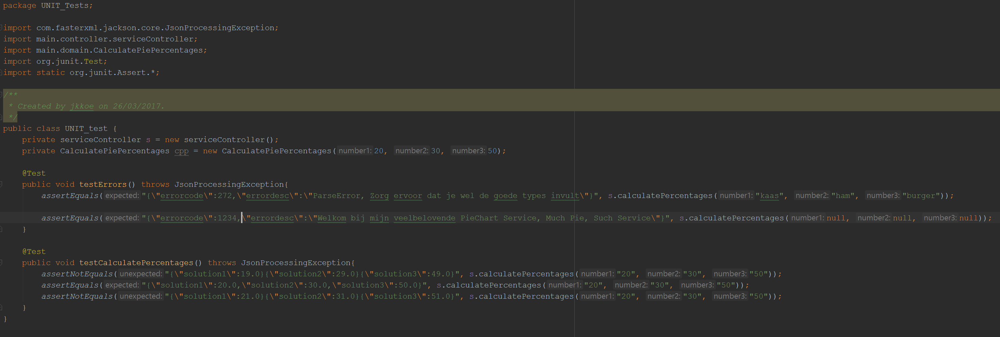 package UNIT_Tests;
import com.fasterxml.jackson.core.JsonProcessingException;
import main.controller.serviceController;
import main.domain.CalculatePiePercentages;
import org.junit.Test;
import static org.junit.Assert.*;
/**
* Created by jkkoe on 26/03/2017.
*/
public class UNIT_test {
private serviceController s = new serviceController();
private CalculatePiePercentages cpp = new CalculatePiePercentages( number1: 20, number2: 30, number3: 50);
@Test
public void testErrors() throws JsonProcessingException{
assertEquals( expected: "{\"errorcode\":272,\"errordesc\":\"ParseError, Zorg ervoor dat je wel de goede types invult\"}", s.calculatePercentages( number1: "kaas", number2: "ham", number3: "burger"));
assertEquals( expected: "{\"errorcode\":1234,\"errordesc\":\"Welkom bij mijn veelbelovende PieChart Service, Much Pie, Such Service\"}", s.calculatePercentages( number1: null, number2: null, number3: null));
}
@Test
public void testCalculatePercentages() throws JsonProcessingException{
assertNotEquals( unexpected: "{\"solution1\":19.0}{\"solution2\":29.0}{\"solution3\":49.0}", s.calculatePercentages( number1: "20", number2: "30", number3: "50"));
assertEquals( expected: "{\"solution1\":20.0,\"solution2\":30.0,\"solution3\":50.0}", s.calculatePercentages( number1: "20", number2: "30", number3: "50"));
assertNotEquals( unexpected: "{\"solution1\":21.0}{\"solution2\":31.0}{\"solution3\":51.0}", s.calculatePercentages( number1: "20", number2: "30", number3: "50"));
}
}